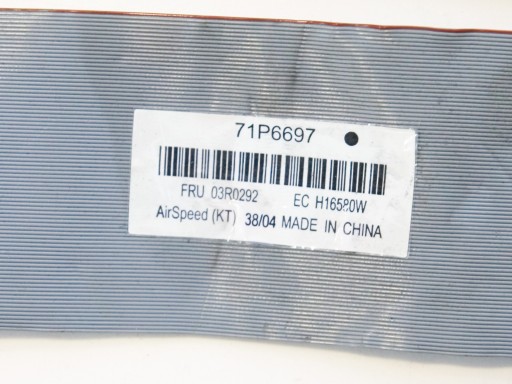 71P6697
FRU 03R0292 EC H16580W
AirSpeed (KT) 38/04 MADE IN CHINA